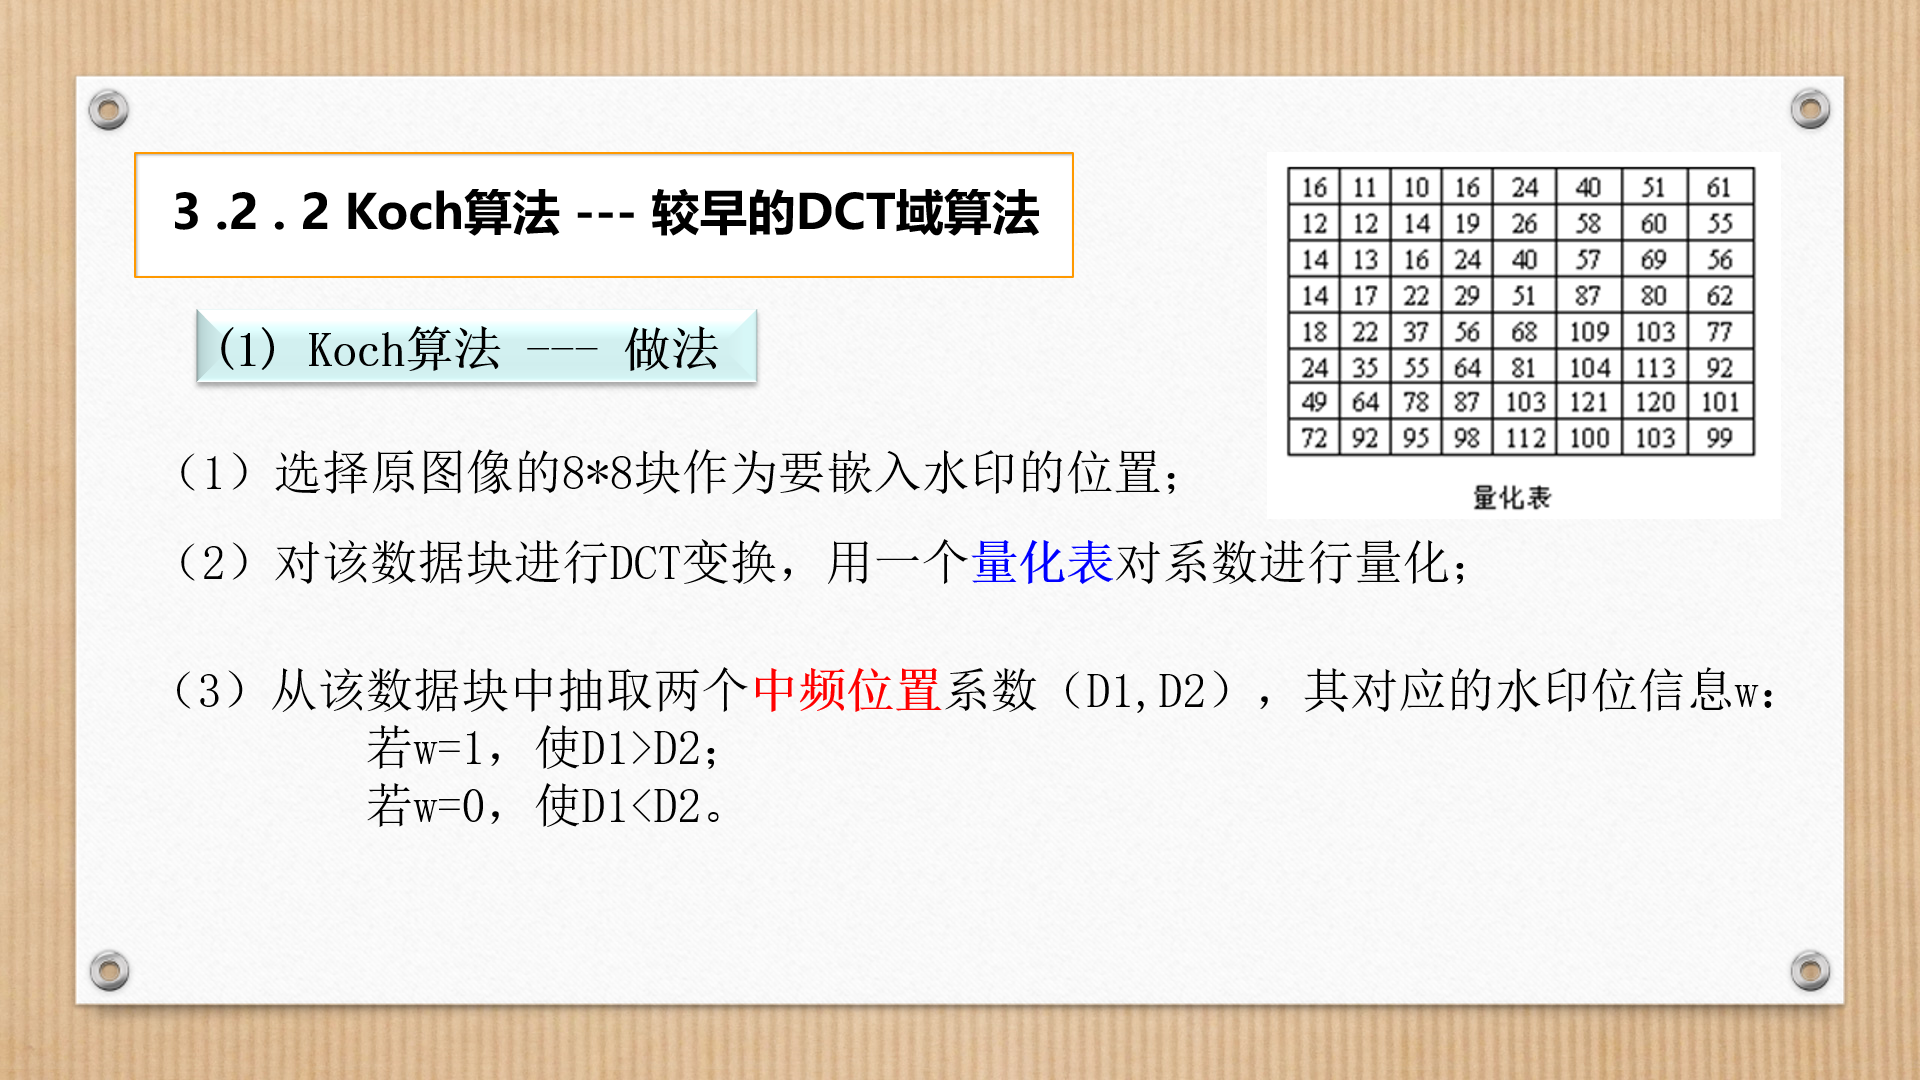 3 .2 . 2 Koch算法 --- 较早的DCT域算法
(1) Koch算法 --- 做法
16 11 10 16 24 40 51 61
12 12 14 19 26 58 60 55
14 13 16 24 40 57 69 56
14 17 22 29 51 87 80 62
18 22 37 56 68 109 103 77
24 35 55 64 81 104 113 92
49 64 78 87 103 121 120 101
72 92 95 98 112 100 103 99
量化表
（1）选择原图像的8*8块作为要嵌入水印的位置；
（2）对该数据块进行DCT变换，用一个量化表对系数进行量化；
（3）从该数据块中抽取两个中频位置系数（D1,D2），其对应的水印位信息w：
若w=1，使D1>D2；
若w=0，使D1<D2。